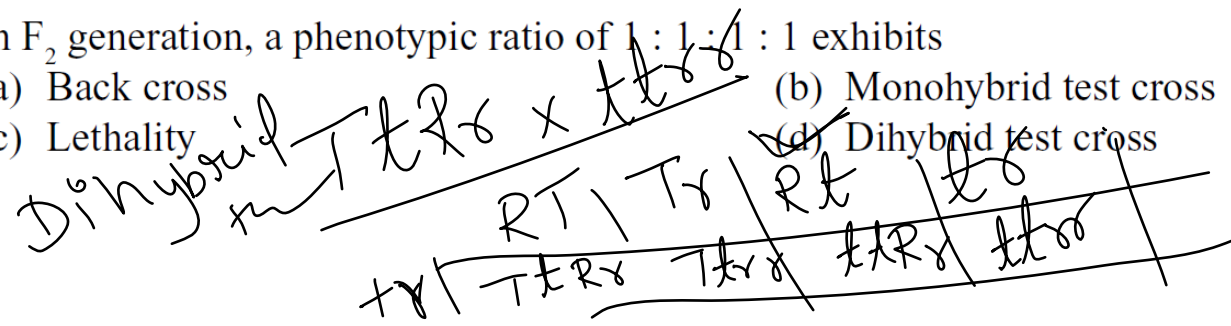 n F₂ generation, a phenotypic ratio of 1 : 1 : 1 : 1 exhibits
a) Back cross (b) Monohybrid test cross
c) Lethality (d) Dihybrid test cross
Dihybrid TtRr x ttrr
RT Tr Rt tr
tr TtRr Ttrr ttRr ttrr